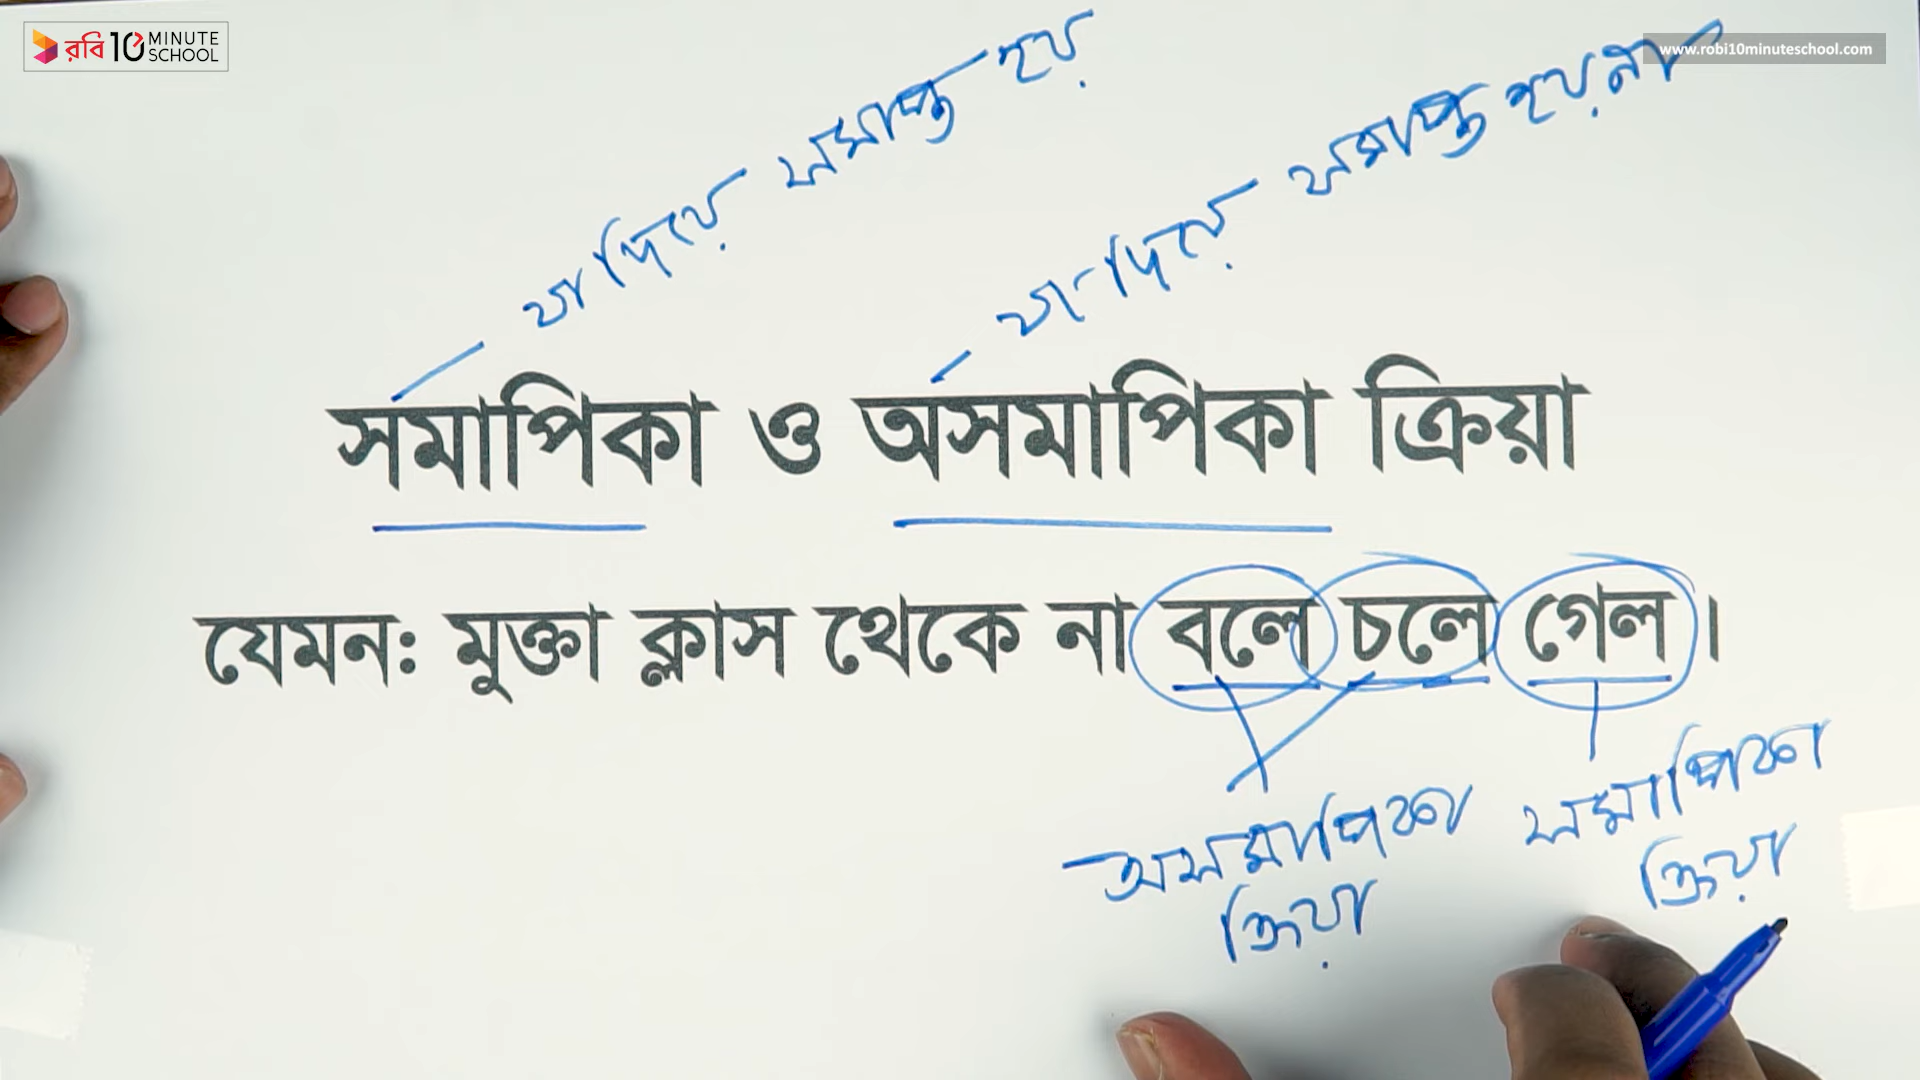 রবি 10 MINUTE SCHOOL
www.robi10minuteschool.com
যা দিয়ে সমাপ্ত হয়
যা দিয়ে সমাপ্ত হয় না
সমাপিকা ও অসমাপিকা ক্রিয়া
যেমন: মুক্তা ক্লাস থেকে না বলে চলে গেল।
অসমাপিকা
ক্রিয়া
সমাপিকা
ক্রিয়া